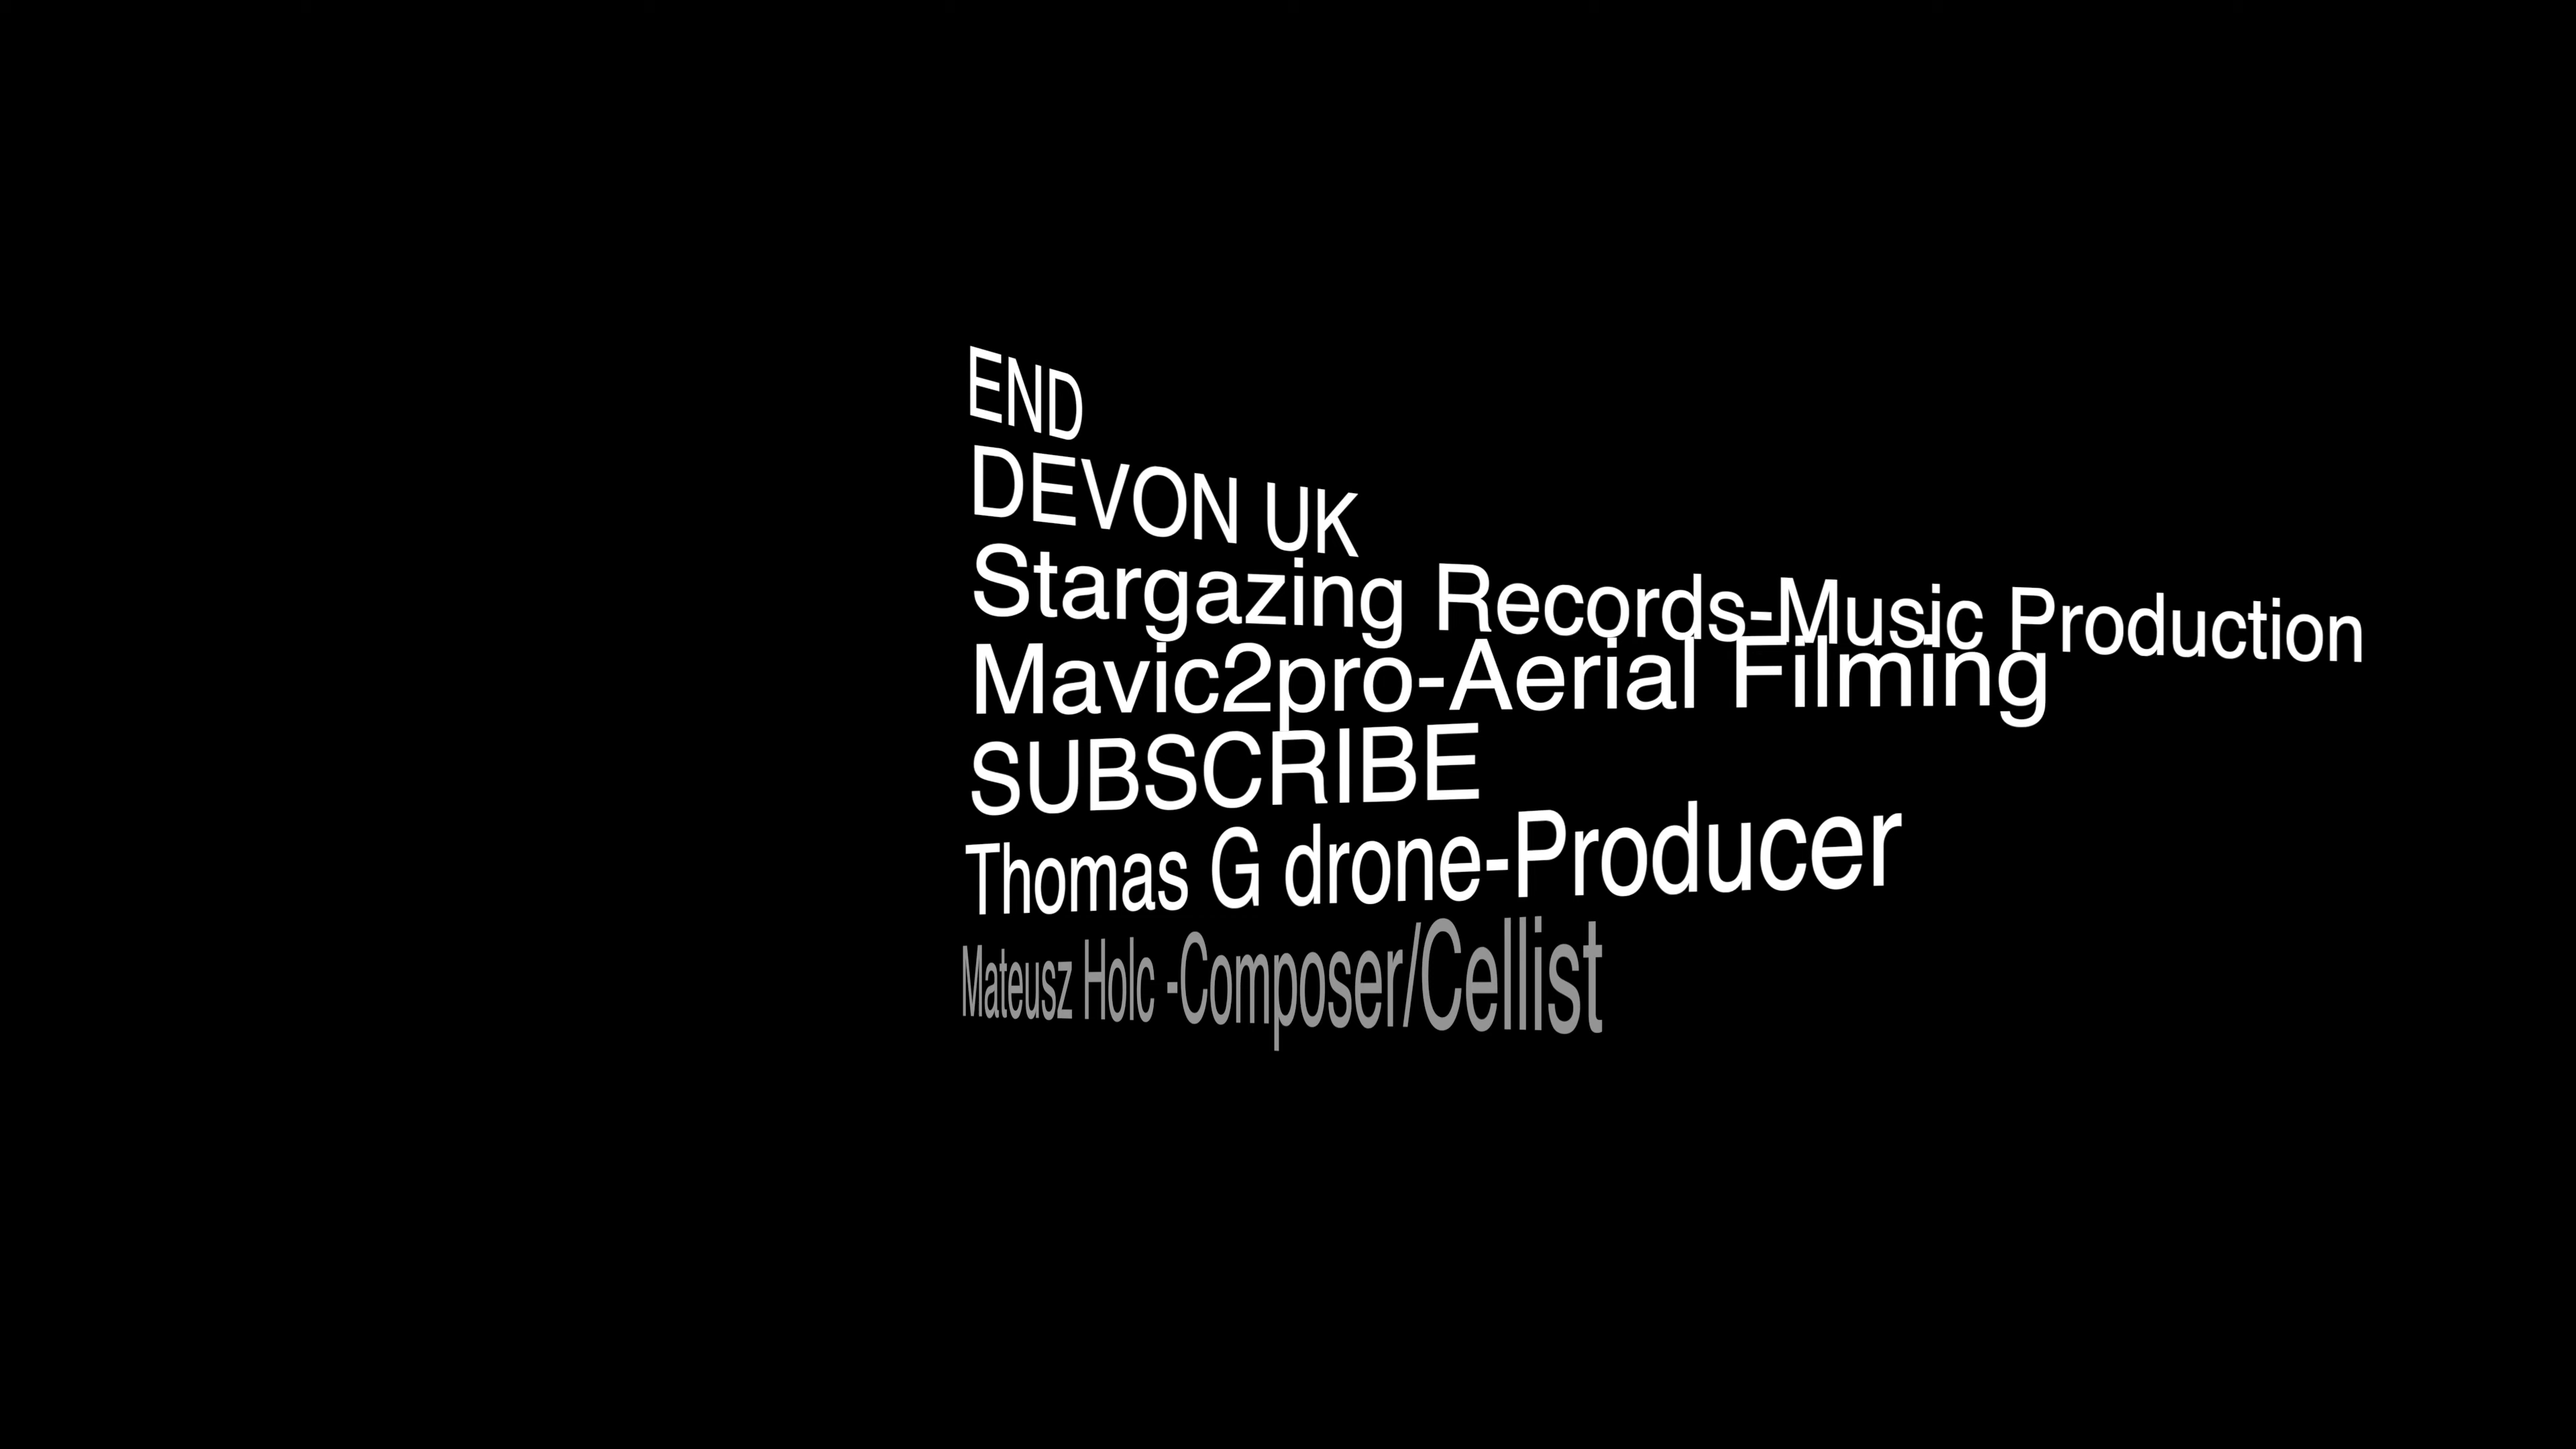 END
DEVON UK
Stargazing Records-Music Production
Mavic2pro-Aerial Filming
SUBSCRIBE
Thomas G drone-Producer
Mateusz Holc -Composer/Cellist